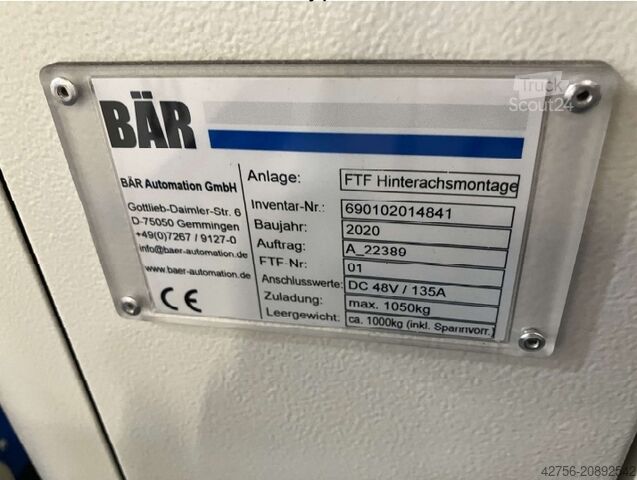 Truck
Scout24
BÄR
BÄR Automation GmbH
Gottlieb-Daimler-Str. 6
D-75050 Gemmingen
+49(0)7267 / 9127-0
info@baer-automation.de
www.baer-automation.de
CE
Anlage: FTF Hinterachsmontage
Inventar-Nr.: 690102014841
Baujahr: 2020
Auftrag: A_22389
FTF-Nr: 01
Anschlusswerte: DC 48V / 135A
Zuladung: max. 1050kg
Leergewicht: ca. 1000kg (inkl. Spannvorr.)
42756-20892542